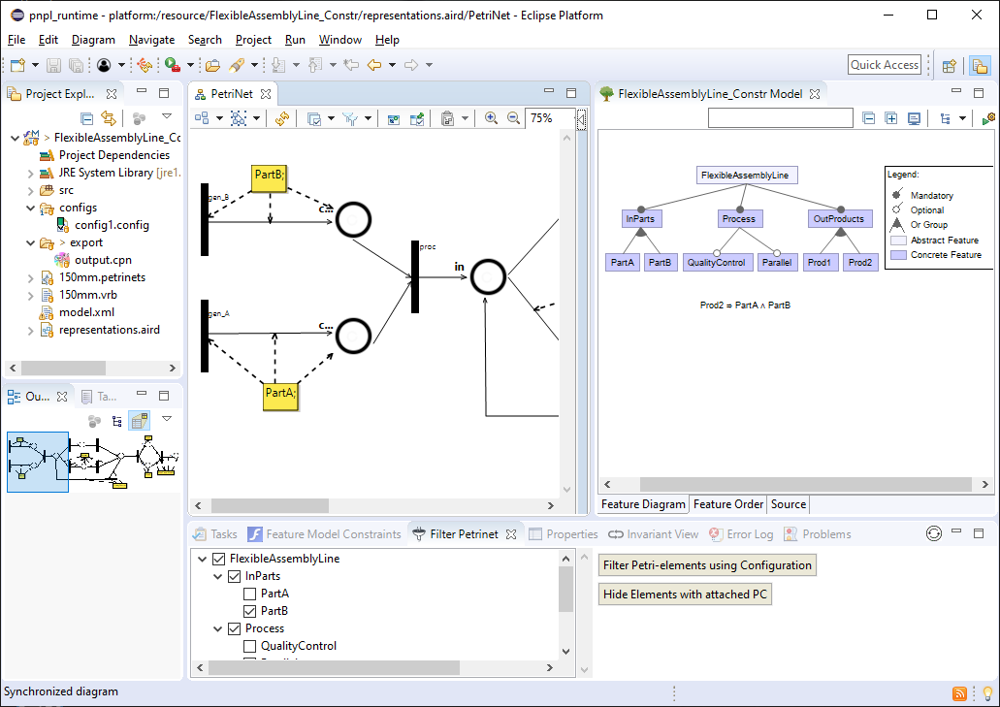 pnpl_runtime - platform:/resource/FlexibleAssemblyLine_Constr/representations.aird/PetriNet - Eclipse Platform
File Edit Diagram Navigate Search Project Run Window Help
Quick Access
Project Expl...
> FlexibleAssemblyLine_Cc
Project Dependencies
JRE System Library [jre1.
> src
configs
config1.config
> export
output.cpn
150mm.petrinets
150mm.vrb
model.xml
representations.aird
Ou...
Ta...
PetriNet
75%
PartB;
gen_B
c...
proc
in
gen_A
c...
PartA;
FlexibleAssemblyLine_Constr Model
FlexibleAssemblyLine
InParts
Process
OutProducts
PartA
PartB
QualityControl
Parallel
Prod1
Prod2
Prod2 ⇒ PartA ∧ PartB
Legend:
Mandatory
Optional
Or Group
Abstract Feature
Concrete Feature
Feature Diagram Feature Order Source
Tasks Feature Model Constraints Filter Petrinet Properties Invariant View Error Log Problems
FlexibleAssemblyLine
InParts
PartA
PartB
Process
QualityControl
Filter Petri-elements using Configuration
Hide Elements with attached PC
Synchronized diagram